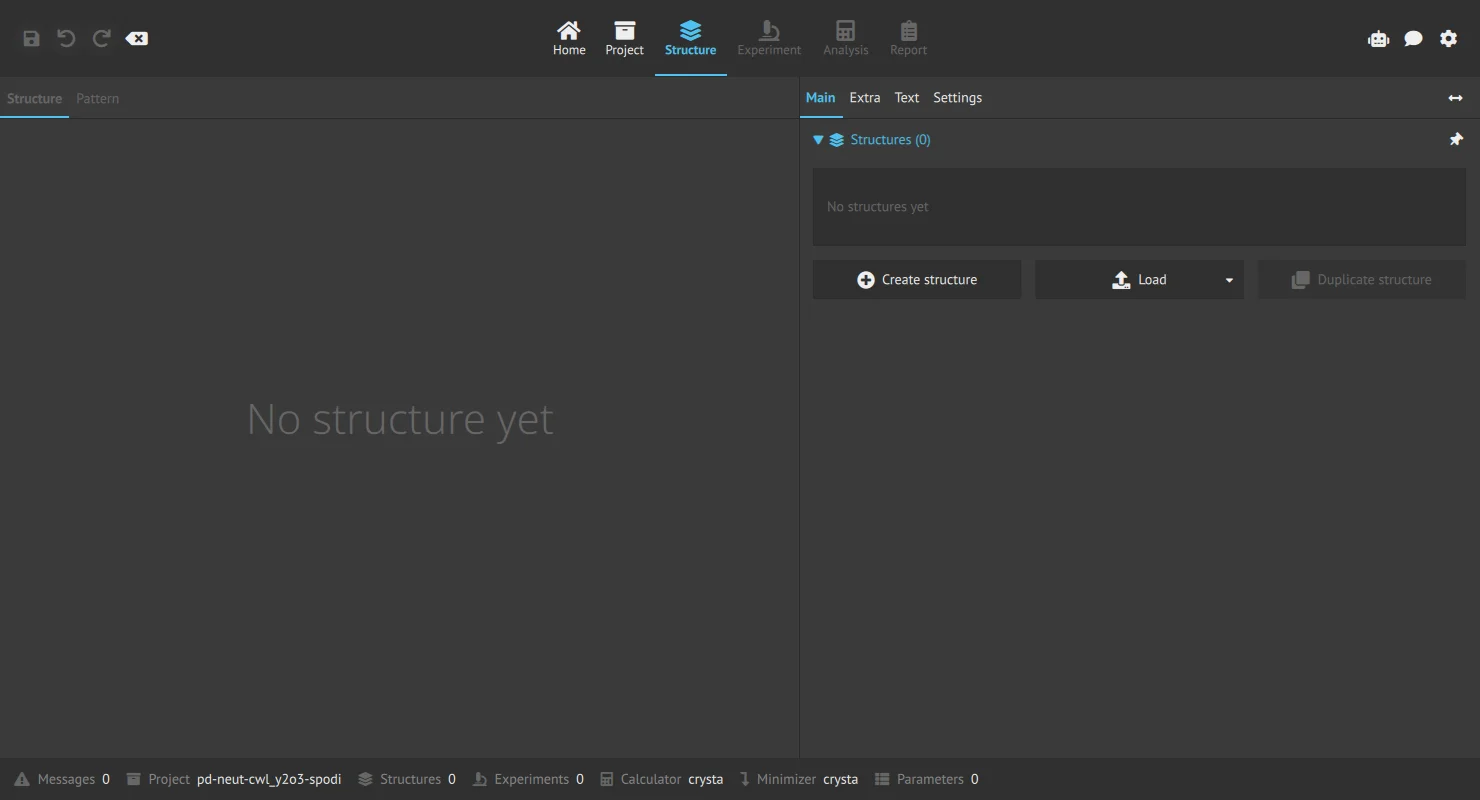 Home Project Structure Experiment Analysis Report
Structure Pattern
Main Extra Text Settings
Structures (0)
No structures yet
Create structure Load Duplicate structure
No structure yet
Messages 0 Project pd-neut-cwl_y2o3-spodi Structures 0 Experiments 0 Calculator crysta Minimizer crysta Parameters 0